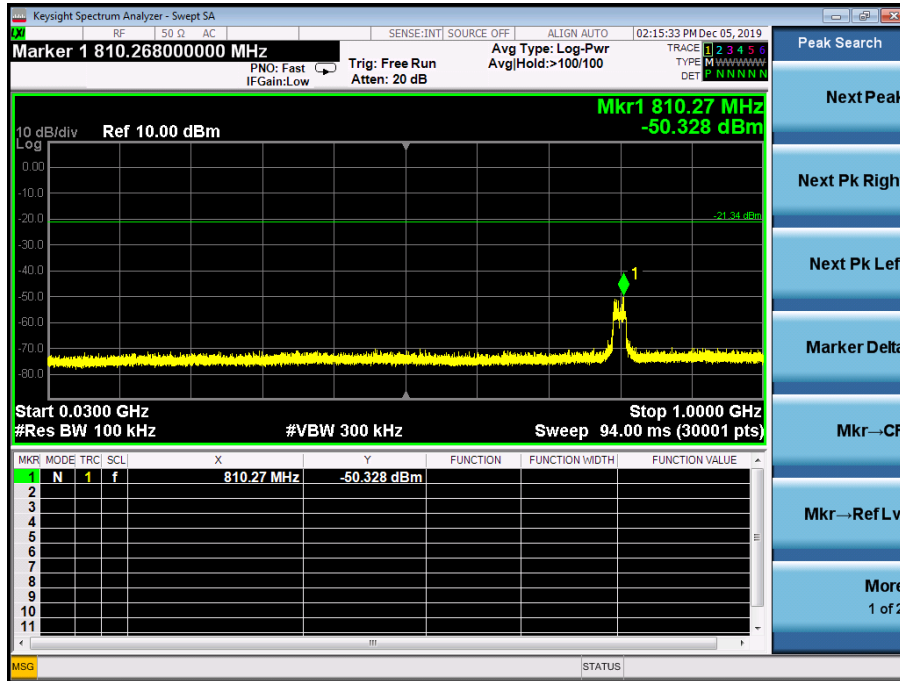 Keysight Spectrum Analyzer - Swept SA
LXI RF 50 Ω AC SENSE:INT SOURCE OFF ALIGN AUTO 02:15:33 PM Dec 05, 2019
Marker 1 810.268000000 MHz
PNO: Fast
IFGain:Low
Trig: Free Run
Atten: 20 dB
Avg Type: Log-Pwr
Avg|Hold:>100/100
TRACE 1 2 3 4 5 6
TYPE M WWWWW
DET P N N N N N
Mkr1 810.27 MHz
-50.328 dBm
10 dB/div Ref 10.00 dBm
Log
0.00
-10.0
-20.0
-21.34 dBm
-30.0
-40.0
1
-50.0
-60.0
-70.0
-80.0
Start 0.0300 GHz Stop 1.0000 GHz
#Res BW 100 kHz #VBW 300 kHz Sweep 94.00 ms (30001 pts)
MKR MODE TRC SCL X Y FUNCTION FUNCTION WIDTH FUNCTION VALUE
1 N 1 f 810.27 MHz -50.328 dBm
2
3
4
5
6
7
8
9
10
11
MSG STATUS
Peak Search
Next Peak
Next Pk Righ
Next Pk Lef
Marker Delta
Mkr→CF
Mkr→Ref Lv
More
1 of 2